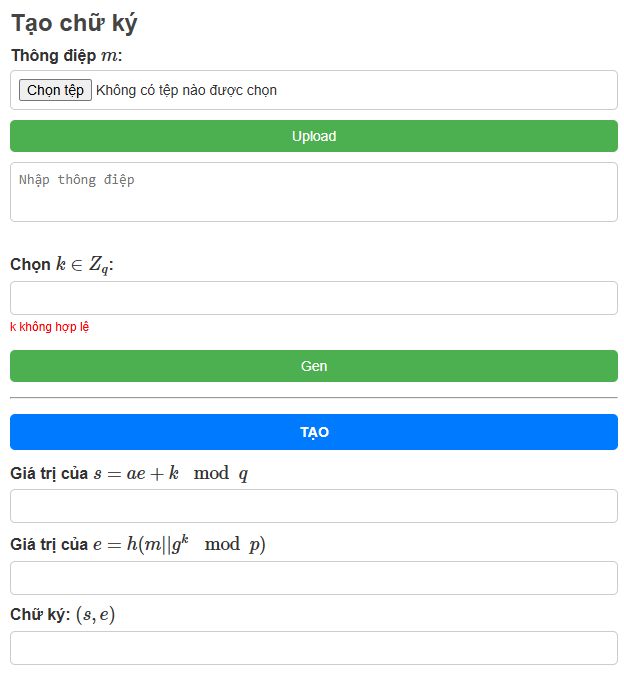 Tạo chữ ký
Thông điệp m:
Chọn tệp Không có tệp nào được chọn
Upload
Nhập thông điệp
Chọn k ∈ Z_q:
k không hợp lệ
Gen
TẠO
Giá trị của s = ae + k mod q
Giá trị của e = h(m||g^k mod p)
Chữ ký: (s, e)